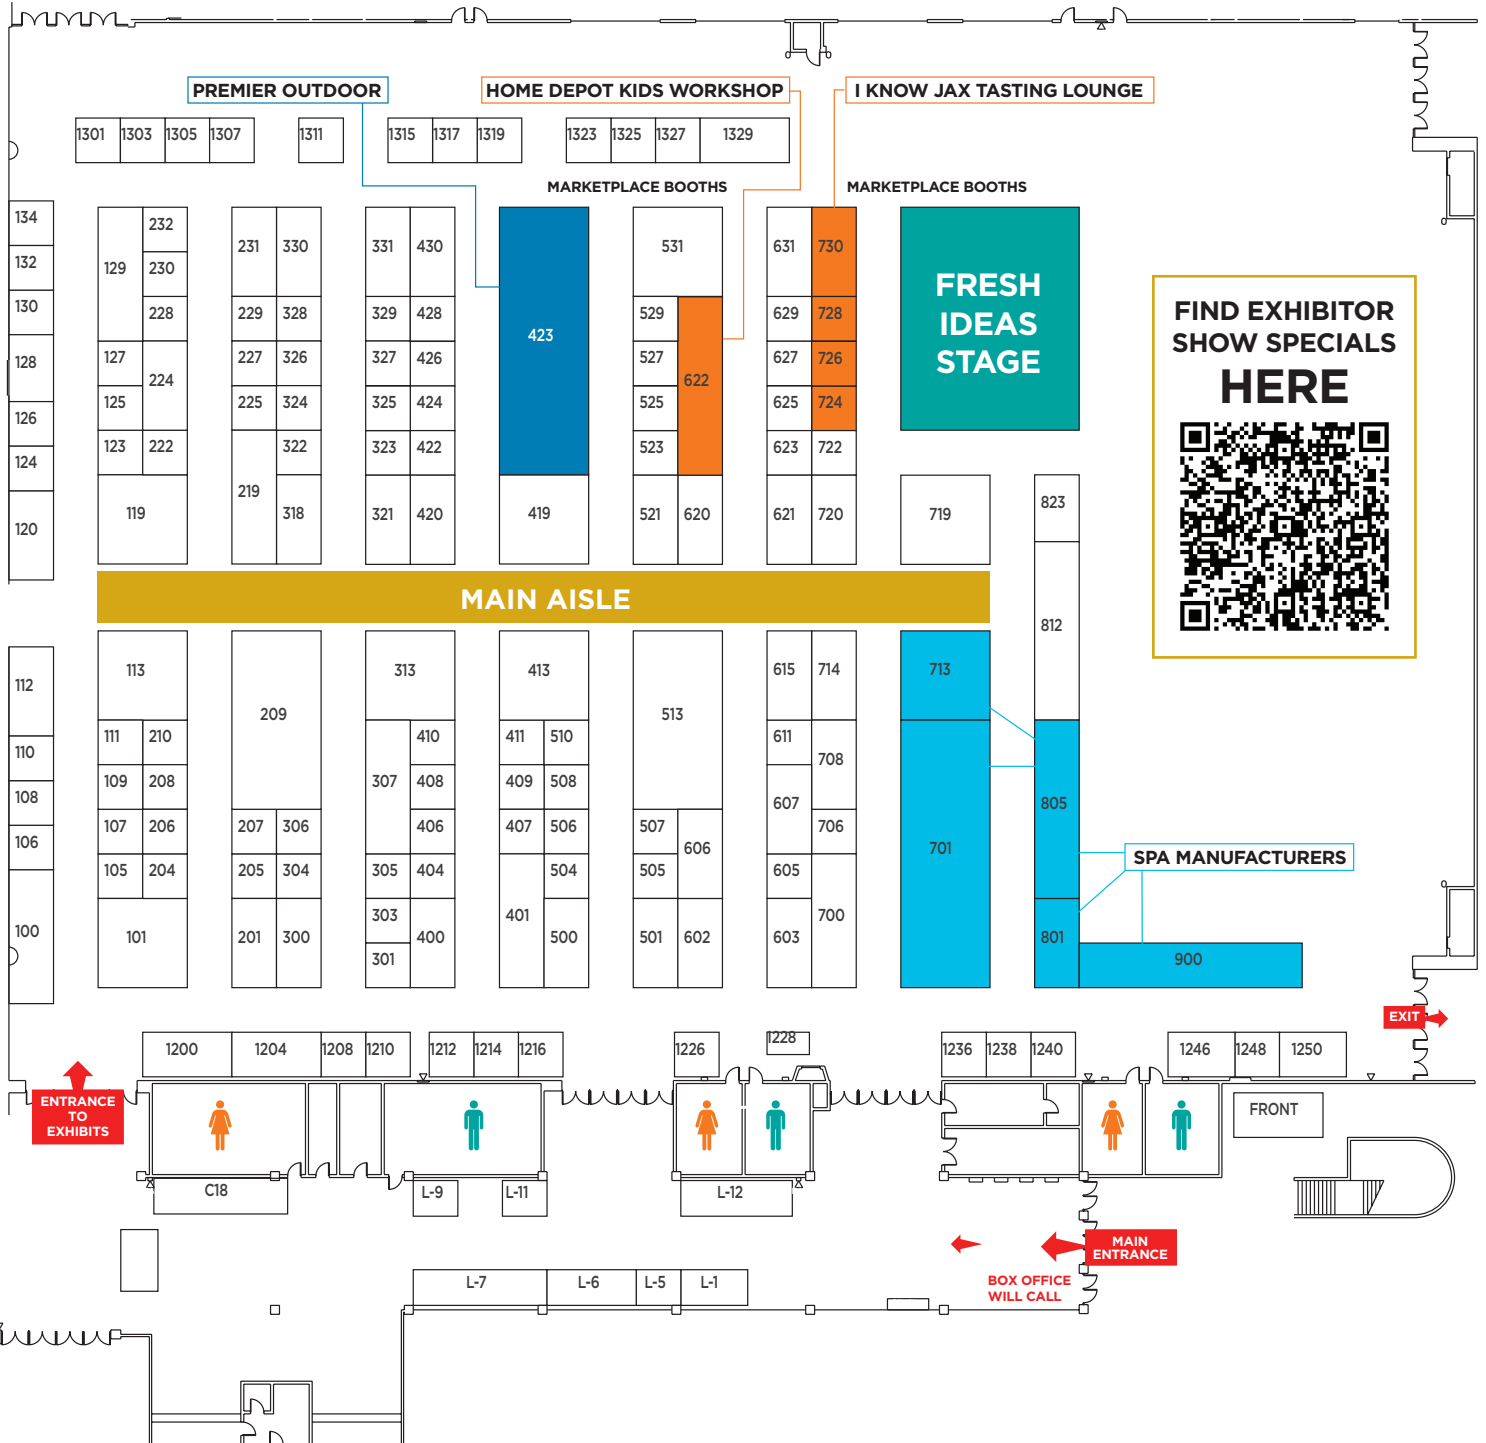 PREMIER OUTDOOR
HOME DEPOT KIDS WORKSHOP
I KNOW JAX TASTING LOUNGE
1301 1303 1305 1307 1311 1315 1317 1319 1323 1325 1327 1329
MARKETPLACE BOOTHS MARKETPLACE BOOTHS
134 232
231 330 331 430 531 631 730
132 129 230
130 228 229 328 329 428 529 629 728
423
128 127 224 227 326 327 426 527 622 627 726
126 125 225 324 325 424 525 625 724
124 123 222 322 323 422 523 623 722
120 119 219 318 321 420 419 521 620 621 720 719 823
FRESH
IDEAS
STAGE
FIND EXHIBITOR
SHOW SPECIALS
HERE
MAIN AISLE
812
112 113 209 313 413 513 615 714 713
110 111 210 410 411 510 611 708
108 109 208 307 408 409 508 607 805
106 107 206 207 306 406 407 506 507 606 706 701
105 204 205 304 305 404 504 505 605
100 101 201 300 303 400 401 500 501 602 603 700 801
301
900
SPA MANUFACTURERS
EXIT
1200 1204 1208 1210 1212 1214 1216 1226 1228 1236 1238 1240 1246 1248 1250
ENTRANCE
TO
EXHIBITS
FRONT
C18 L-9 L-11 L-12
MAIN
ENTRANCE
BOX OFFICE
WILL CALL
L-7 L-6 L-5 L-1